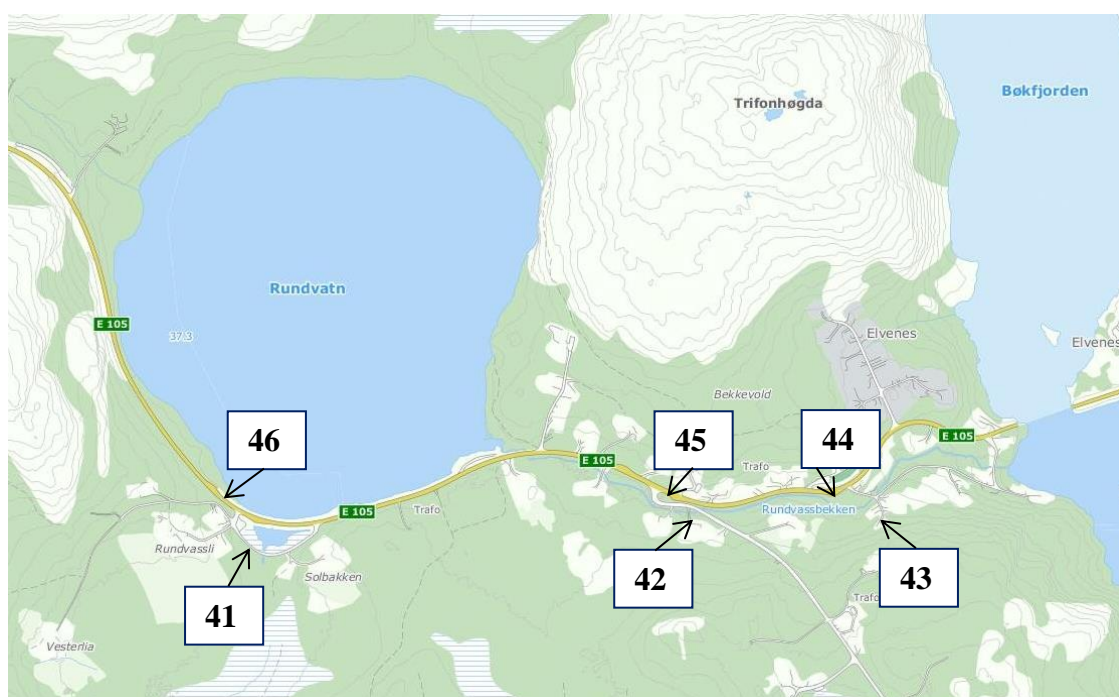 Bøkfjorden
Trifonhøgda
Rundvatn
E 105
37.3
Elvenes
Elvenes
Bekkevold
46
45
44
E 105
E 105
Trafo
E 105
Trafo
Rundvassbekken
Rundvassli
Solbakken
41
42
43
Trafo
Vesterlia